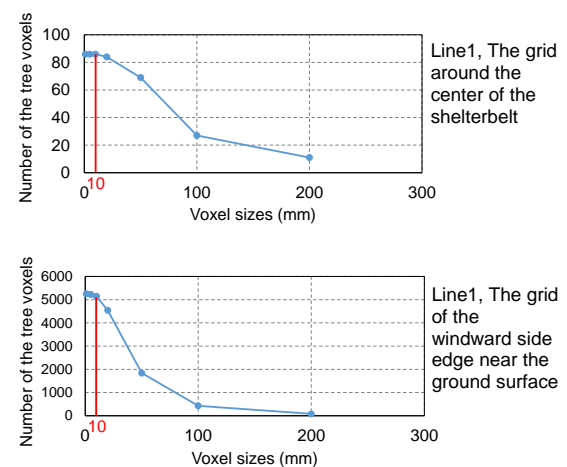 Number of the tree voxels
100
80
60
40
20
0
0
10
100
200
300
Voxel sizes (mm)
Line1, The grid
around the
center of the
shelterbelt
Number of the tree voxels
6000
5000
4000
3000
2000
1000
0
0
10
100
200
300
Voxel sizes (mm)
Line1, The grid
of the
windward side
edge near the
ground surface